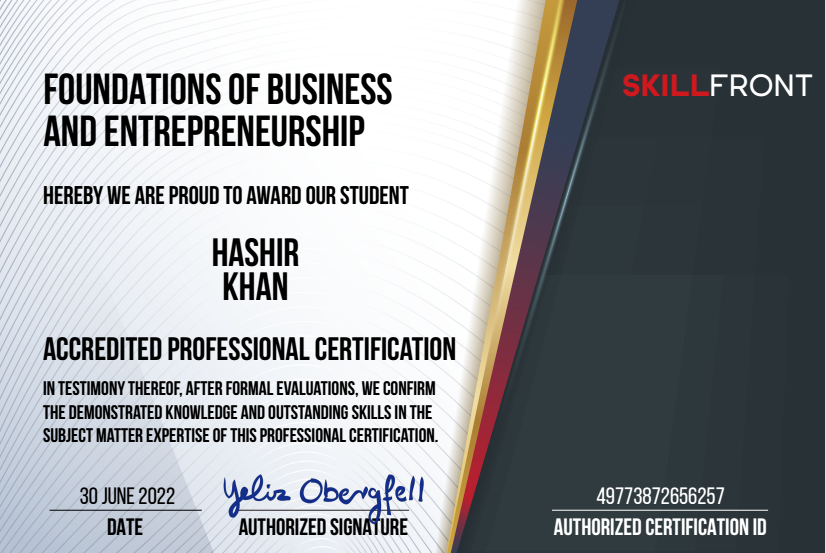 FOUNDATIONS OF BUSINESS
AND ENTREPRENEURSHIP
SKILLFRONT
HEREBY WE ARE PROUD TO AWARD OUR STUDENT
HASHIR
KHAN
ACCREDITED PROFESSIONAL CERTIFICATION
IN TESTIMONY THEREOF, AFTER FORMAL EVALUATIONS, WE CONFIRM
THE DEMONSTRATED KNOWLEDGE AND OUTSTANDING SKILLS IN THE
SUBJECT MATTER EXPERTISE OF THIS PROFESSIONAL CERTIFICATION.
30 JUNE 2022
DATE
Yeliz Obergfell
AUTHORIZED SIGNATURE
49773872656257
AUTHORIZED CERTIFICATION ID